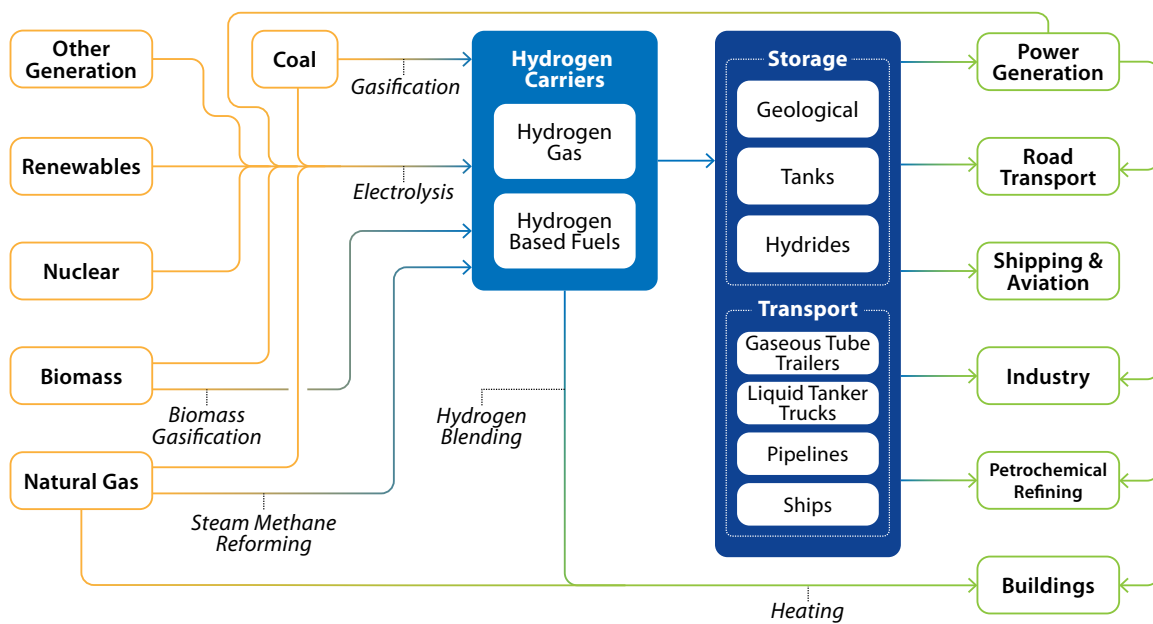 Other
Generation
Coal
Gasification
Renewables
Electrolysis
Nuclear
Biomass
Biomass
Gasification
Natural Gas
Steam Methane
Reforming
Hydrogen
Carriers
Hydrogen
Gas
Hydrogen
Based Fuels
Hydrogen
Blending
Storage
Geological
Tanks
Hydrides
Transport
Gaseous Tube
Trailers
Liquid Tanker
Trucks
Pipelines
Ships
Heating
Power
Generation
Road
Transport
Shipping &
Aviation
Industry
Petrochemical
Refining
Buildings